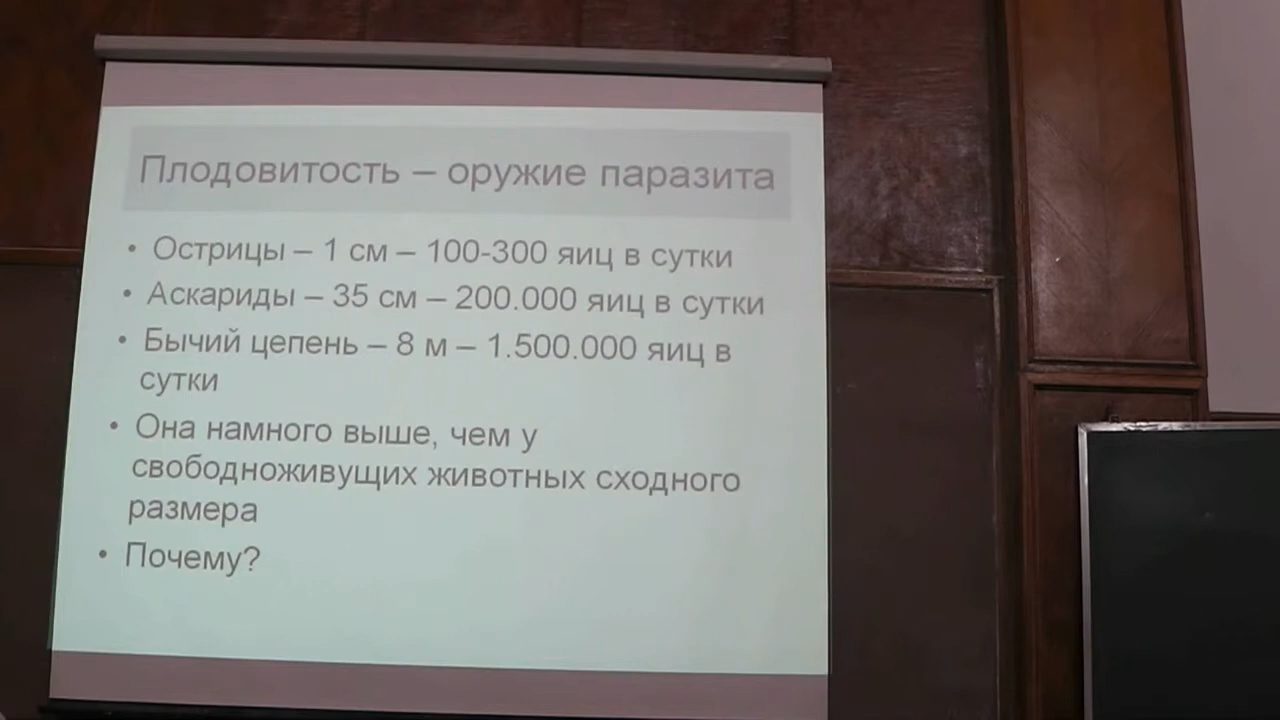 Плодовитость – оружие паразита
• Острицы – 1 см – 100-300 яиц в сутки
• Аскариды – 35 см – 200.000 яиц в сутки
• Бычий цепень – 8 м – 1.500.000 яиц в
сутки
• Она намного выше, чем у
свободноживущих животных сходного
размера
• Почему?